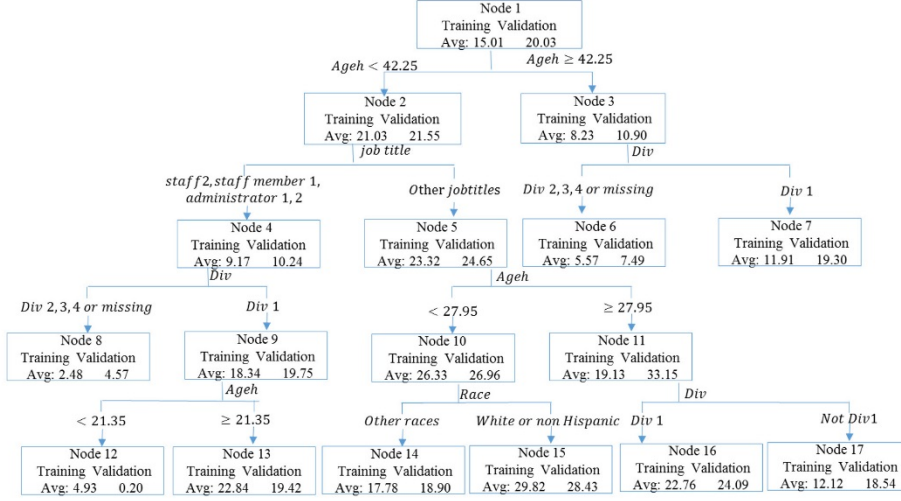 Node 1
Training Validation
Avg: 15.01 20.03
Ageh < 42.25
Ageh ≥ 42.25
Node 2
Training Validation
Avg: 21.03 21.55
Node 3
Training Validation
Avg: 8.23 10.90
job title
Div
staff2, staff member 1,
administrator 1, 2
Other jobtitles
Div 2,3,4 or missing
Div 1
Node 4
Training Validation
Avg: 9.17 10.24
Node 5
Training Validation
Avg: 23.32 24.65
Node 6
Training Validation
Avg: 5.57 7.49
Node 7
Training Validation
Avg: 11.91 19.30
Div
Ageh
Div 2,3,4 or missing
Div 1
< 27.95
≥ 27.95
Node 8
Training Validation
Avg: 2.48 4.57
Node 9
Training Validation
Avg: 18.34 19.75
Node 10
Training Validation
Avg: 26.33 26.96
Node 11
Training Validation
Avg: 19.13 33.15
Ageh
Race
Div
< 21.35
≥ 21.35
Other races
White or non Hispanic
Div 1
Not Div1
Node 12
Training Validation
Avg: 4.93 0.20
Node 13
Training Validation
Avg: 22.84 19.42
Node 14
Training Validation
Avg: 17.78 18.90
Node 15
Training Validation
Avg: 29.82 28.43
Node 16
Training Validation
Avg: 22.76 24.09
Node 17
Training Validation
Avg: 12.12 18.54